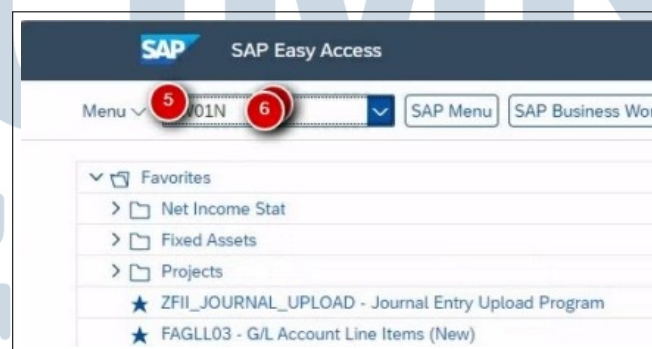 SAP SAP Easy Access
Menu 5 01N 6 SAP Menu SAP Business Wor
Favorites
Net Income Stat
Fixed Assets
Projects
ZFII_JOURNAL_UPLOAD - Journal Entry Upload Program
FAGLL03 - G/L Account Line Items (New)